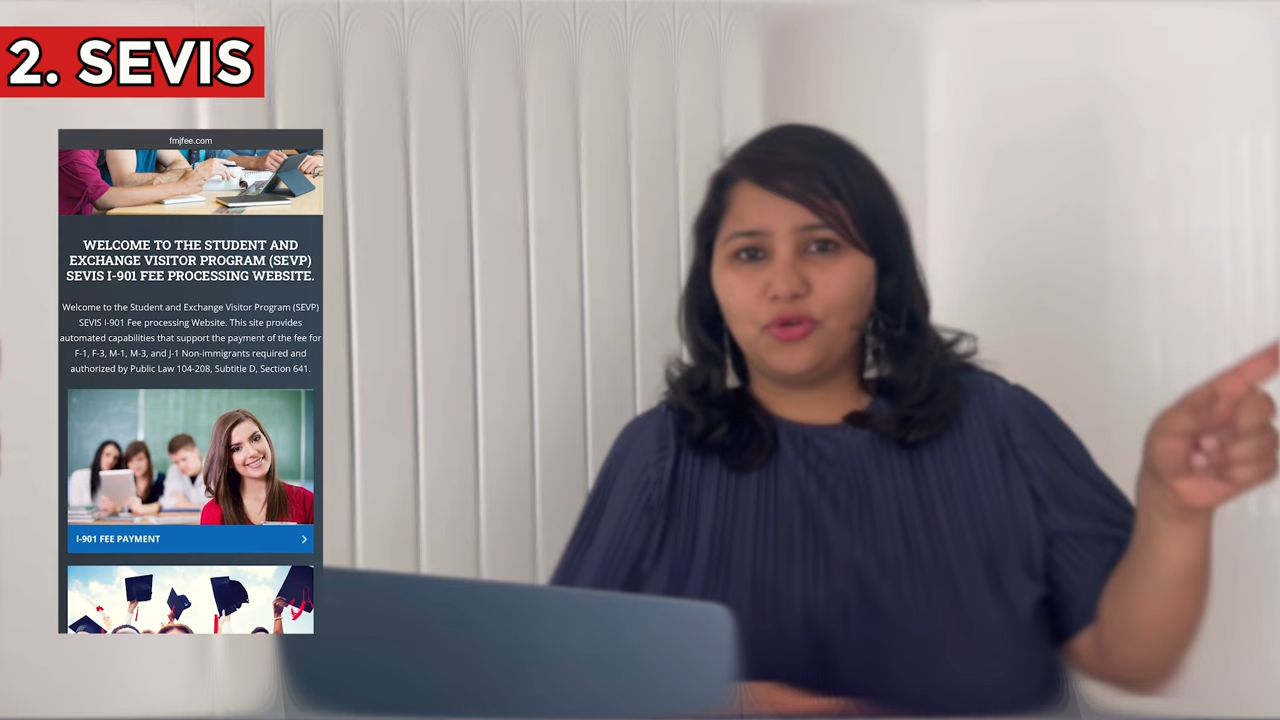 2. SEVIS
fmjfee.com
WELCOME TO THE STUDENT AND
EXCHANGE VISITOR PROGRAM (SEVP)
SEVIS I-901 FEE PROCESSING WEBSITE.
Welcome to the Student and Exchange Visitor Program (SEVP)
SEVIS I-901 Fee processing Website. This site provides
automated capabilities that support the payment of the fee for
F-1, F-3, M-1, M-3, and J-1 Non-immigrants required and
authorized by Public Law 104-208, Subtitle D, Section 641.
I-901 FEE PAYMENT